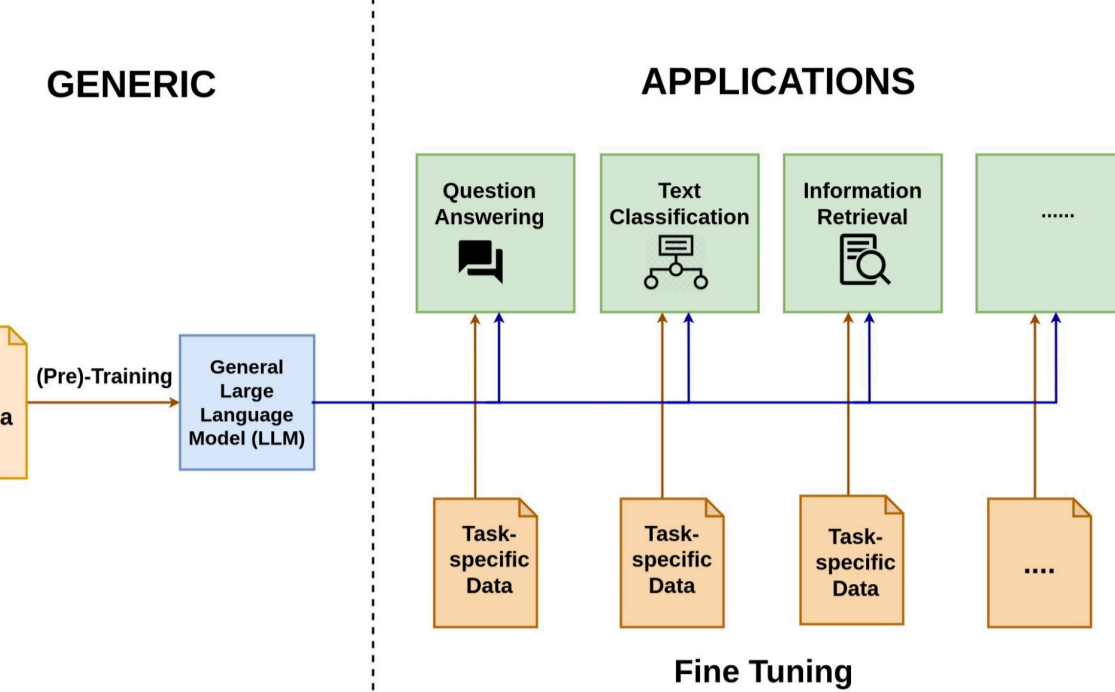 GENERIC
APPLICATIONS
Question
Answering
Text
Classification
Information
Retrieval
......
(Pre)-Training
a
General
Large
Language
Model (LLM)
Task-
specific
Data
Task-
specific
Data
Task-
specific
Data
....
Fine Tuning